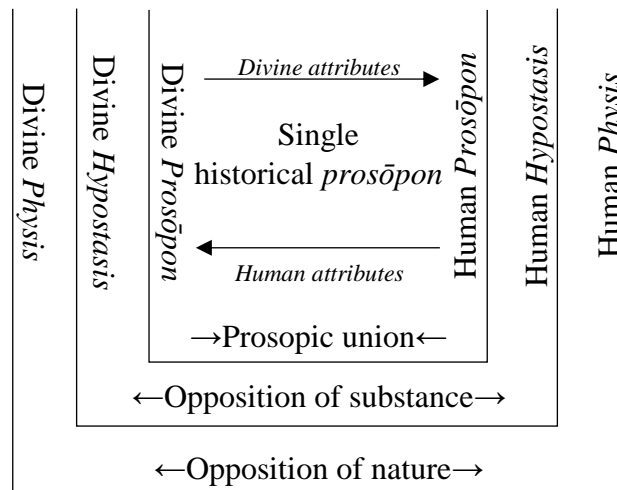 Divine Physis
Divine Hypostasis
Divine Prosōpon
Divine attributes
Single
historical prosōpon
Human attributes
Human Prosōpon
Human Hypostasis
Human Physis
→Prosopic union←
←Opposition of substance→
←Opposition of nature→